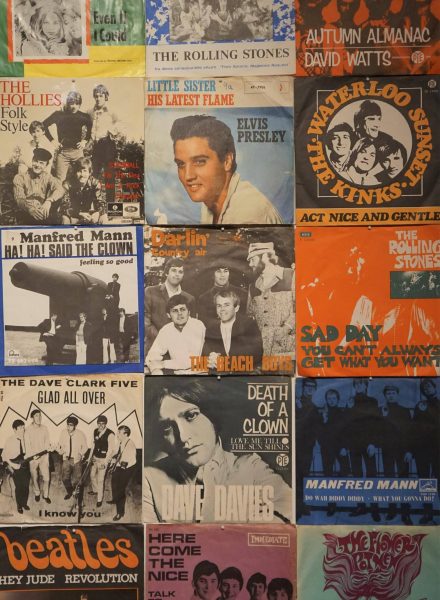 Even If
I Could
THE ROLLING STONES
AUTUMN ALMANAC
DAVID WATTS
THE
HOLLIES
Folk
Style
LITTLE SISTER
HIS LATEST FLAME
ELVIS
PRESLEY
WATERLOO SUNSET
THE KINKS
ACT NICE AND GENTLE
Manfred Mann
HA! HA! SAID THE CLOWN
feeling so good
Darlin'
Country air
THE BEACH BOYS
THE
ROLLING
STONES
SAD DAY
YOU CAN'T ALWAYS
GET WHAT YOU WANT
THE DAVE CLARK FIVE
GLAD ALL OVER
I know you
DEATH
OF A
CLOWN
LOVE ME TILL
THE SUN SHINES
PYE
DAVE DAVIES
MANFRED MANN
DO WAH DIDDY DIDDY - WHAT YOU GONNA DO?
beatles
HEY JUDE REVOLUTION
HERE
COME THE
NICE
TALK
IMMEDIATE